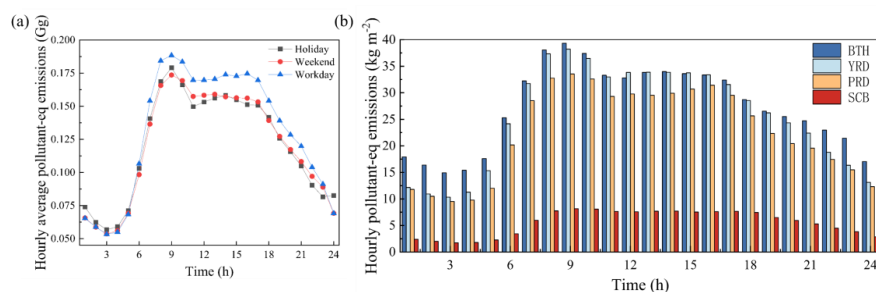 (a)
Hourly average pollutant-eq emissions (Gg)
0.200
0.175
0.150
0.125
0.100
0.075
0.050
Holiday
Weekend
Workday
3
6
9
12
15
18
21
24
Time (h)
(b)
Hourly pollutant-eq emissions (kg m⁻²)
40
35
30
25
20
15
10
5
0
BTH
YRD
PRD
SCB
3
6
9
12
15
18
21
24
Time (h)